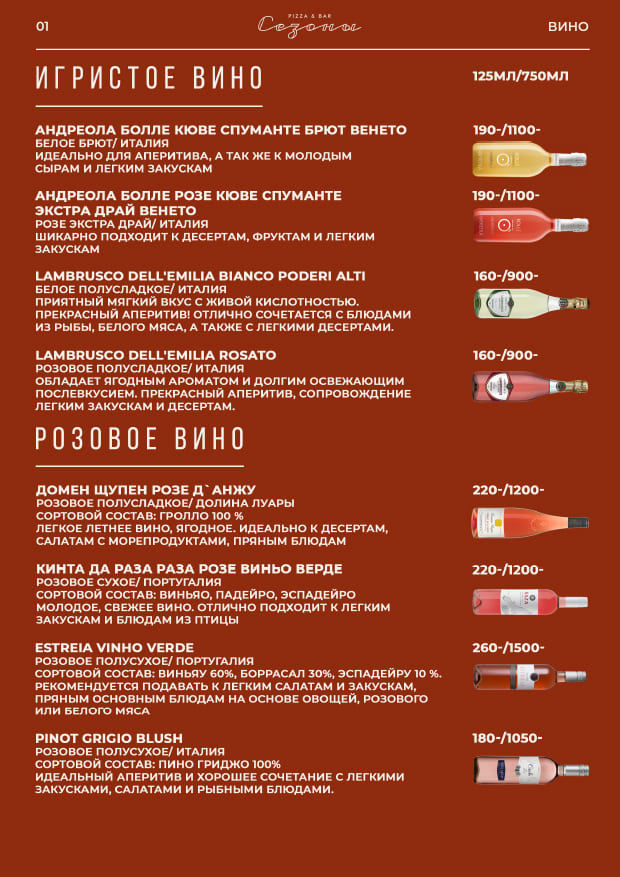 01
PIZZA & BAR
Сезоны
ВИНО
ИГРИСТОЕ ВИНО
125МЛ/750МЛ
АНДРЕОЛА БОЛЛЕ КЮВЕ СПУМАНТЕ БРЮТ ВЕНЕТО
190-/1100-
БЕЛОЕ БРЮТ/ ИТАЛИЯ
ИДЕАЛЬНО ДЛЯ АПЕРИТИВА, А ТАК ЖЕ К МОЛОДЫМ
СЫРАМ И ЛЕГКИМ ЗАКУСКАМ
АНДРЕОЛА БОЛЛЕ РОЗЕ КЮВЕ СПУМАНТЕ
190-/1100-
ЭКСТРА ДРАЙ ВЕНЕТО
РОЗЕ ЭКСТРА ДРАЙ/ ИТАЛИЯ
ШИКАРНО ПОДХОДИТ К ДЕСЕРТАМ, ФРУКТАМ И ЛЕГКИМ
ЗАКУСКАМ
LAMBRUSCO DELL'EMILIA BIANCO PODERI ALTI
160-/900-
БЕЛОЕ ПОЛУСЛАДКОЕ/ ИТАЛИЯ
ПРИЯТНЫЙ МЯГКИЙ ВКУС С ЖИВОЙ КИСЛОТНОСТЬЮ.
ПРЕКРАСНЫЙ АПЕРИТИВ! ОТЛИЧНО СОЧЕТАЕТСЯ С БЛЮДАМИ
ИЗ РЫБЫ, БЕЛОГО МЯСА, А ТАКЖЕ С ЛЕГКИМИ ДЕСЕРТАМИ.
LAMBRUSCO DELL'EMILIA ROSATO
160-/900-
РОЗОВОЕ ПОЛУСЛАДКОЕ/ ИТАЛИЯ
ОБЛАДАЕТ ЯГОДНЫМ АРОМАТОМ И ДОЛГИМ ОСВЕЖАЮЩИМ
ПОСЛЕВКУСИЕМ. ПРЕКРАСНЫЙ АПЕРИТИВ, СОПРОВОЖДЕНИЕ
ЛЕГКИМ ЗАКУСКАМ И ДЕСЕРТАМ.
РОЗОВОЕ ВИНО
ДОМЕН ЩУПЕН РОЗЕ Д`АНЖУ
220-/1200-
РОЗОВОЕ ПОЛУСЛАДКОЕ/ ДОЛИНА ЛУАРЫ
СОРТОВОЙ СОСТАВ: ГРОЛЛО 100 %
ЛЕГКОЕ ЛЕТНЕЕ ВИНО, ЯГОДНОЕ. ИДЕАЛЬНО К ДЕСЕРТАМ,
САЛАТАМ С МОРЕПРОДУКТАМИ, ПРЯНЫМ БЛЮДАМ
КИНТА ДА РАЗА РАЗА РОЗЕ ВИНЬО ВЕРДЕ
220-/1200-
РОЗОВОЕ СУХОЕ/ ПОРТУГАЛИЯ
СОРТОВОЙ СОСТАВ: ВИНЬЯО, ПАДЕЙРО, ЭСПАДЕЙРО
МОЛОДОЕ, СВЕЖЕЕ ВИНО. ОТЛИЧНО ПОДХОДИТ К ЛЕГКИМ
ЗАКУСКАМ И БЛЮДАМ ИЗ ПТИЦЫ
RAZA
ESTREIA VINHO VERDE
260-/1500-
РОЗОВОЕ ПОЛУСУХОЕ/ ПОРТУГАЛИЯ
СОРТОВОЙ СОСТАВ: ВИНЬЯУ 60%, БОРРАСАЛ 30%, ЭСПАДЕЙРУ 10 %.
РЕКОМЕНДУЕТСЯ ПОДАВАТЬ К ЛЕГКИМ САЛАТАМ И ЗАКУСКАМ,
ПРЯНЫМ ОСНОВНЫМ БЛЮДАМ НА ОСНОВЕ ОВОЩЕЙ, РОЗОВОГО
ИЛИ БЕЛОГО МЯСА
PINOT GRIGIO BLUSH
180-/1050-
РОЗОВОЕ ПОЛУСУХОЕ/ ИТАЛИЯ
СОРТОВОЙ СОСТАВ: ПИНО ГРИДЖО 100%
ИДЕАЛЬНЫЙ АПЕРИТИВ И ХОРОШЕЕ СОЧЕТАНИЕ С ЛЕГКИМИ
ЗАКУСКАМИ, САЛАТАМИ И РЫБНЫМИ БЛЮДАМИ.